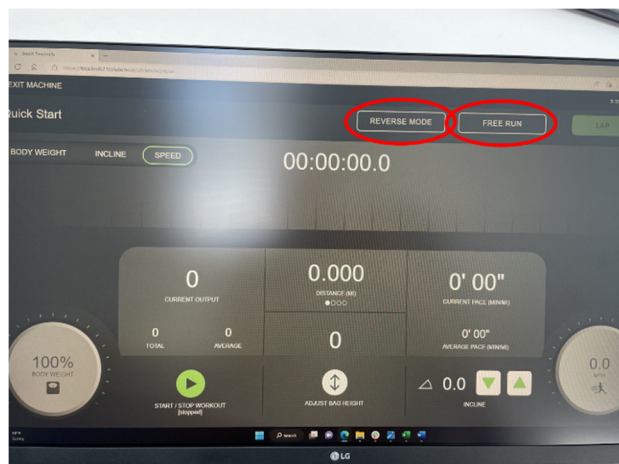 EXIT MACHINE
Quick Start
REVERSE MODE
FREE RUN
LAP
BODY WEIGHT
INCLINE
SPEED
00:00:00.0
0
CURRENT OUTPUT
0
TOTAL
0
AVERAGE
0.000
DISTANCE (MI)
0
0' 00"
CURRENT PACE (MIN/MI)
0' 00"
AVERAGE PACE (MIN/MI)
100%
BODY WEIGHT
START / STOP WORKOUT
[stopped]
ADJUST BAG HEIGHT
0.0
INCLINE
0.0
MPH
Search
LG